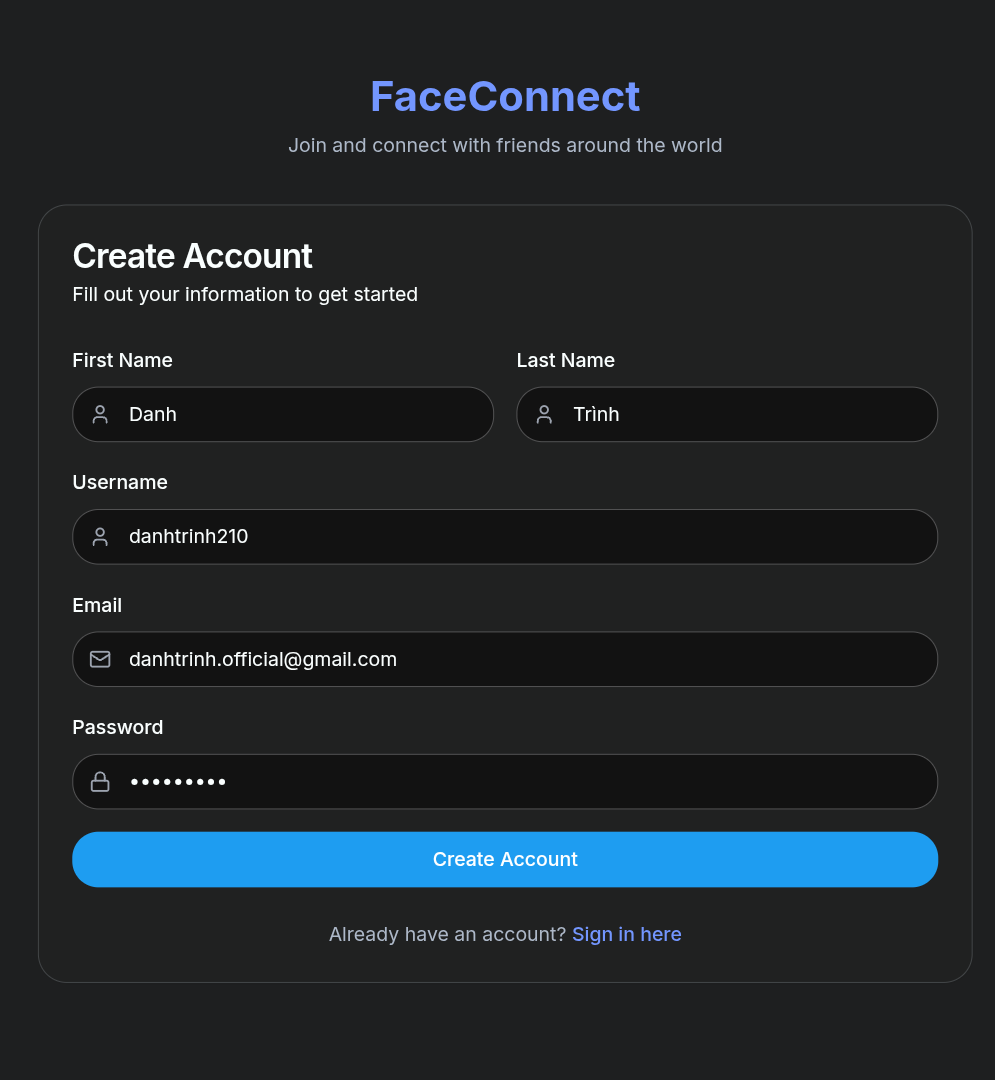 FaceConnect
Join and connect with friends around the world
Create Account
Fill out your information to get started
First Name
Last Name
Danh
Trình
Username
danhtrinh210
Email
danhtrinh.official@gmail.com
Password
•••••••••
Create Account
Already have an account? Sign in here